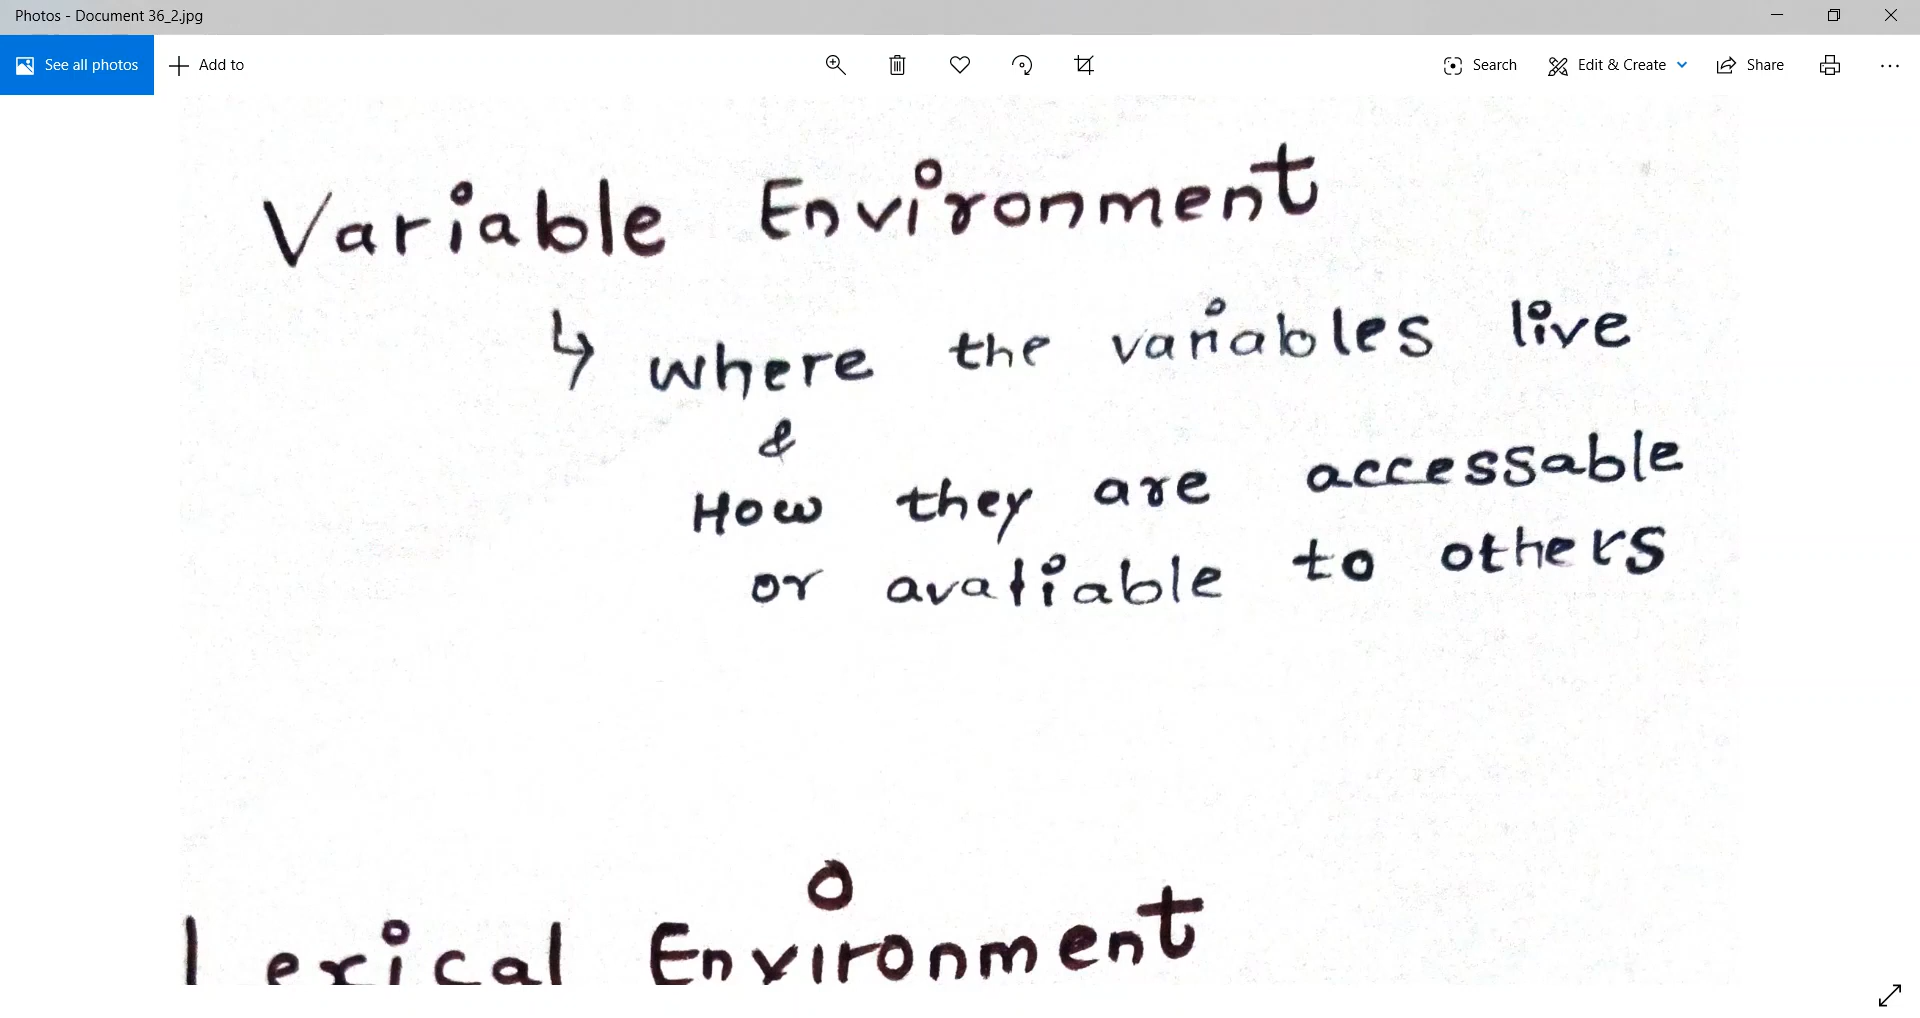 Photos - Document 36_2.jpg
See all photos
Add to
Search
Edit & Create
Share
Variable Environment
↳ where the variables live
&
How they are accessable
or avaliable to others
Lexical Environment